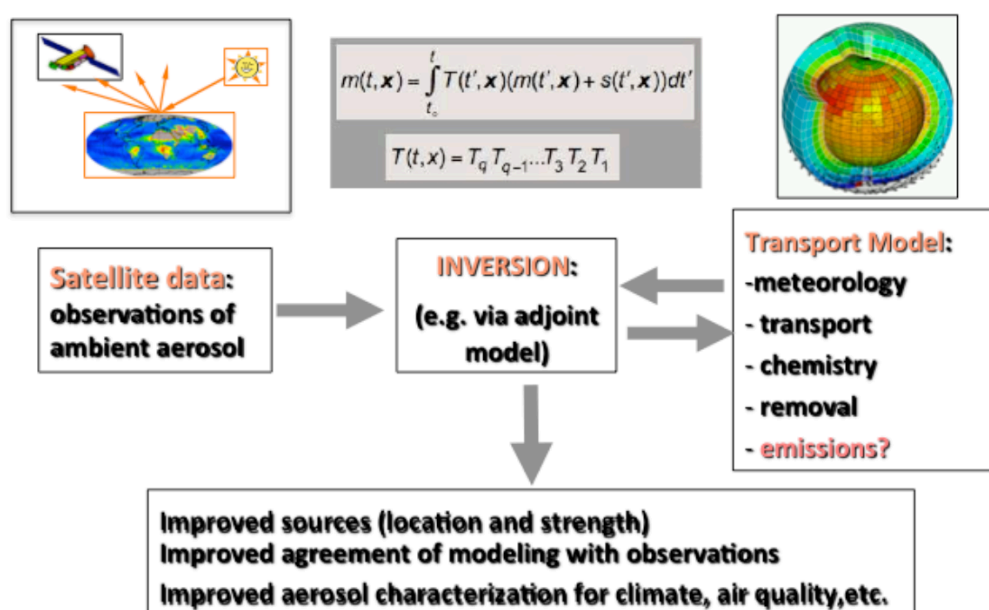 m(t, x) = ∫ₜ₀ᵗ T(t′, x)(m(t′, x) + s(t′, x))dt′
T(t, x) = T_q T_{q–1}...T_3 T_2 T_1
Satellite data:
observations of
ambient aerosol
INVERSION:
(e.g. via adjoint
model)
Transport Model:
-meteorology
- transport
- chemistry
- removal
- emissions?
Improved sources (location and strength)
Improved agreement of modeling with observations
Improved aerosol characterization for climate, air quality,etc.